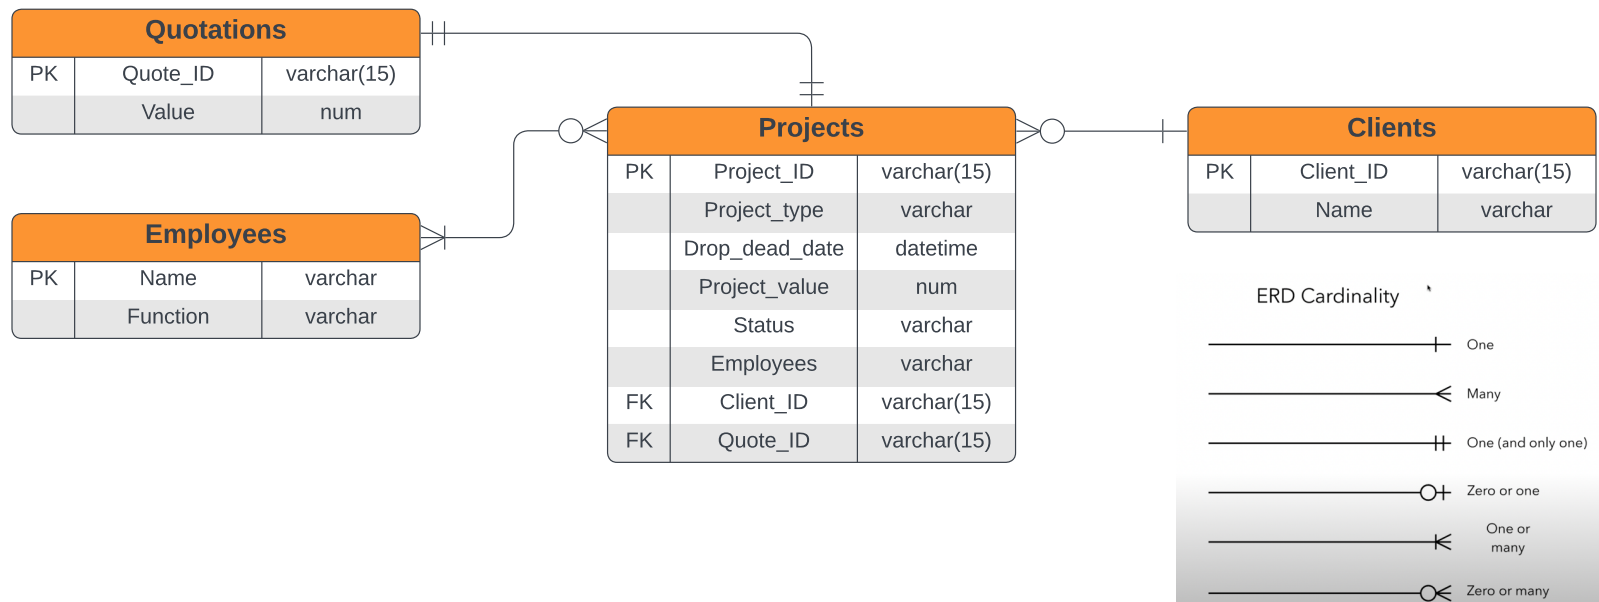 Quotations
PK Quote_ID varchar(15)
Value num
Employees
PK Name varchar
Function varchar
Projects
PK Project_ID varchar(15)
Project_type varchar
Drop_dead_date datetime
Project_value num
Status varchar
Employees varchar
FK Client_ID varchar(15)
FK Quote_ID varchar(15)
Clients
PK Client_ID varchar(15)
Name varchar
ERD Cardinality
One
Many
One (and only one)
Zero or one
One or
many
Zero or many